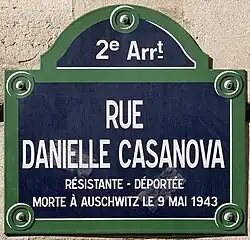 2e Arrt
RUE
DANIELLE CASANOVA
RÉSISTANTE - DÉPORTÉE
MORTE À AUSCHWITZ LE 9 MAI 1943